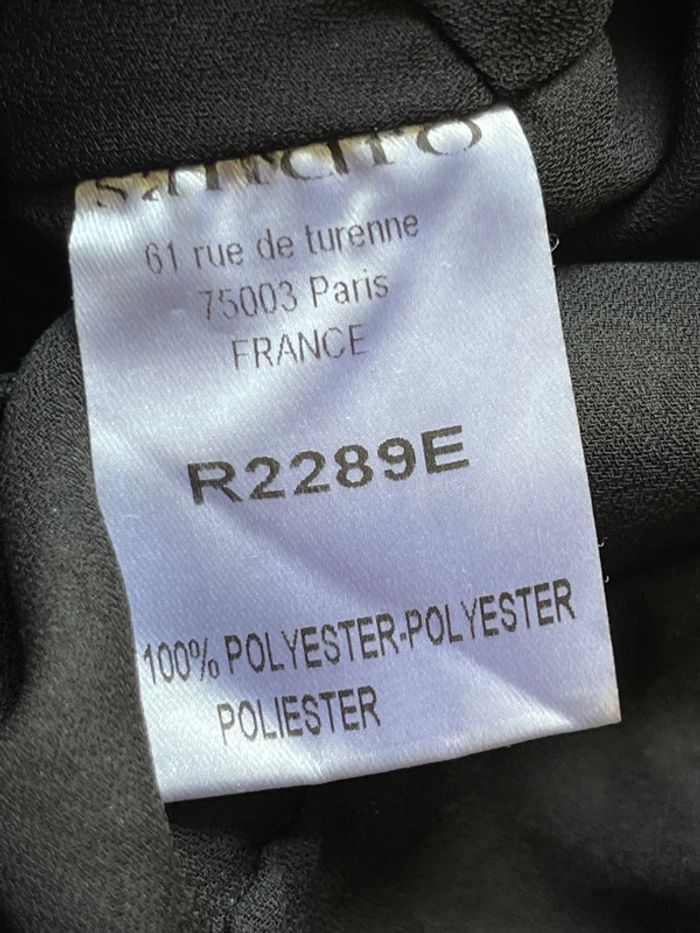 61 rue de turenne
75003 Paris
FRANCE
R2289E
100% POLYESTER-POLYESTER
POLIESTER